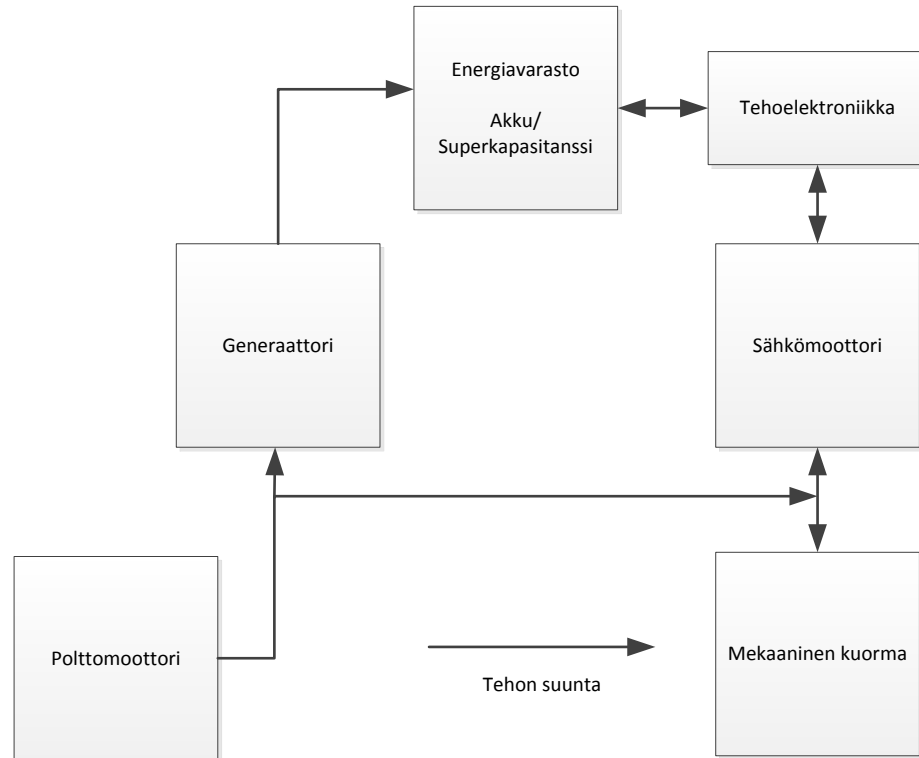 Energiavarasto
Akku/
Superkapasitanssi
Tehoelektroniikka
Generaattori
Sähkömoottori
Polttomoottori
Tehon suunta
Mekaaninen kuorma